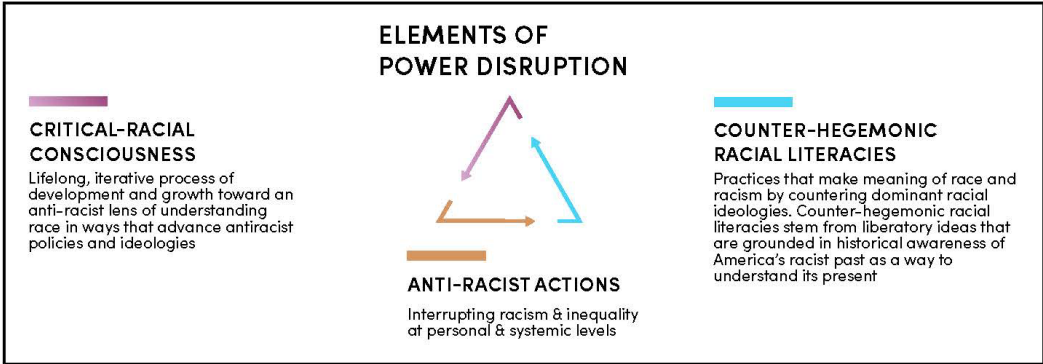 ELEMENTS OF
POWER DISRUPTION
CRITICAL-RACIAL
CONSCIOUSNESS
Lifelong, iterative process of
development and growth toward an
anti-racist lens of understanding
race in ways that advance antiracist
policies and ideologies
ANTI-RACIST ACTIONS
Interrupting racism & inequality
at personal & systemic levels
COUNTER-HEGEMONIC
RACIAL LITERACIES
Practices that make meaning of race and
racism by countering dominant racial
ideologies. Counter-hegemonic racial
literacies stem from liberatory ideas that
are grounded in historical awareness of
America's racist past as a way to
understand its present